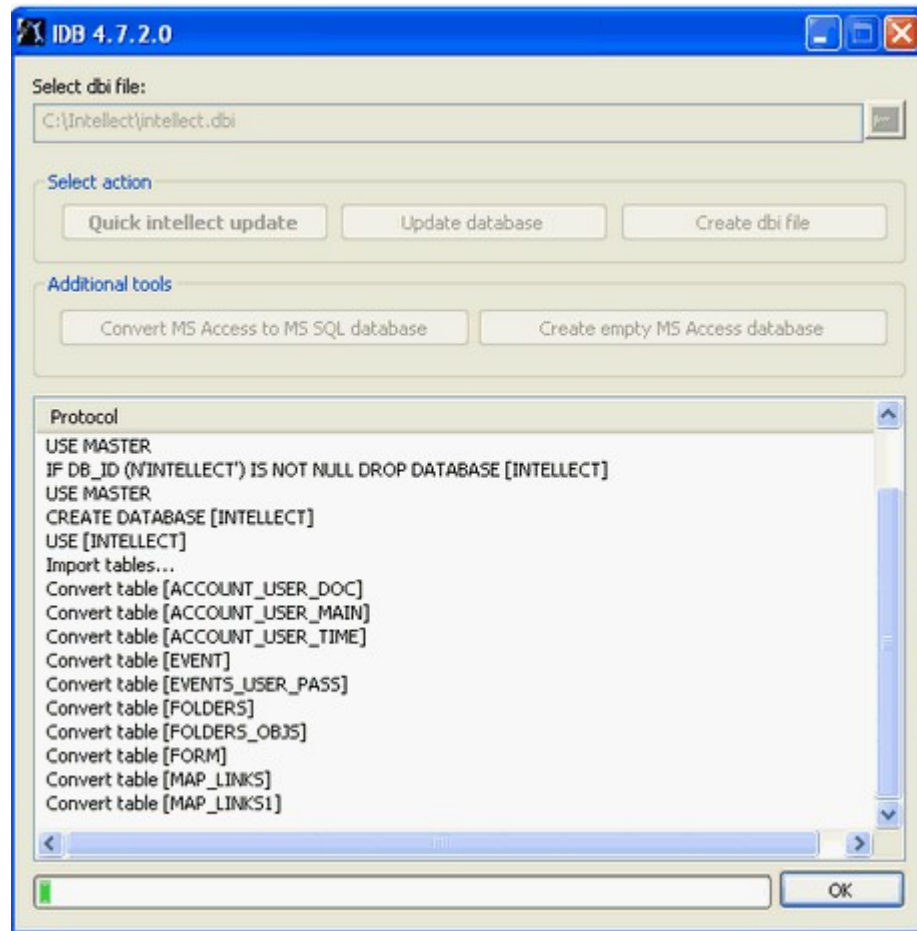 IDB 4.7.2.0
Select dbi file:
C:\Intellect\intellect.dbi
Select action
Quick intellect update
Update database
Create dbi file
Additional tools
Convert MS Access to MS SQL database
Create empty MS Access database
Protocol
USE MASTER
IF DB_ID (N'INTELLECT') IS NOT NULL DROP DATABASE [INTELLECT]
USE MASTER
CREATE DATABASE [INTELLECT]
USE [INTELLECT]
Import tables...
Convert table [ACCOUNT_USER_DOC]
Convert table [ACCOUNT_USER_MAIN]
Convert table [ACCOUNT_USER_TIME]
Convert table [EVENT]
Convert table [EVENTS_USER_PASS]
Convert table [FOLDERS]
Convert table [FOLDERS_OBJS]
Convert table [FORM]
Convert table [MAP_LINKS]
Convert table [MAP_LINKS1]
OK